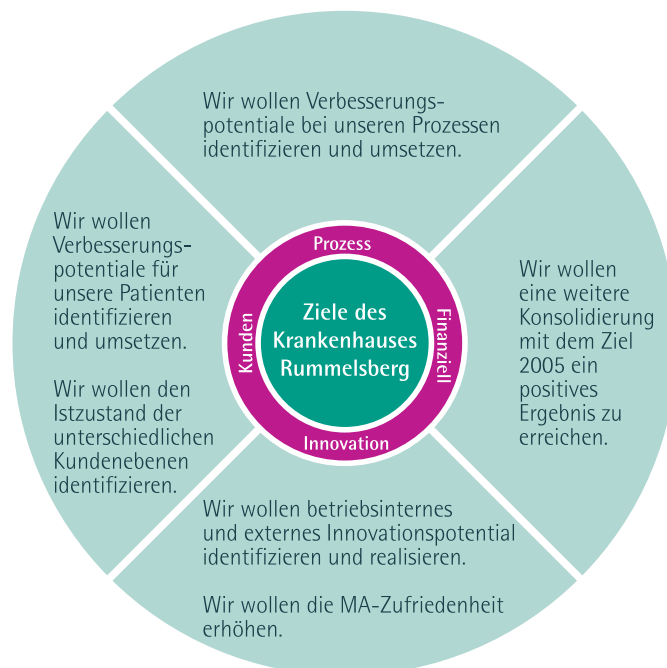 Wir wollen Verbesserungs-
potentiale bei unseren Prozessen
identifizieren und umsetzen.
Wir wollen
Verbesserungs-
potentiale für
unsere Patienten
identifizieren
und umsetzen.
Wir wollen den
Istzustand der
unterschiedlichen
Kundenebenen
identifizieren.
Prozess
Kunden
Ziele des
Krankenhauses
Rummelsberg
Finanziell
Innovation
Wir wollen
eine weitere
Konsolidierung
mit dem Ziel
2005 ein
positives
Ergebnis zu
erreichen.
Wir wollen betriebsinternes
und externes Innovationspotential
identifizieren und realisieren.
Wir wollen die MA-Zufriedenheit
erhöhen.